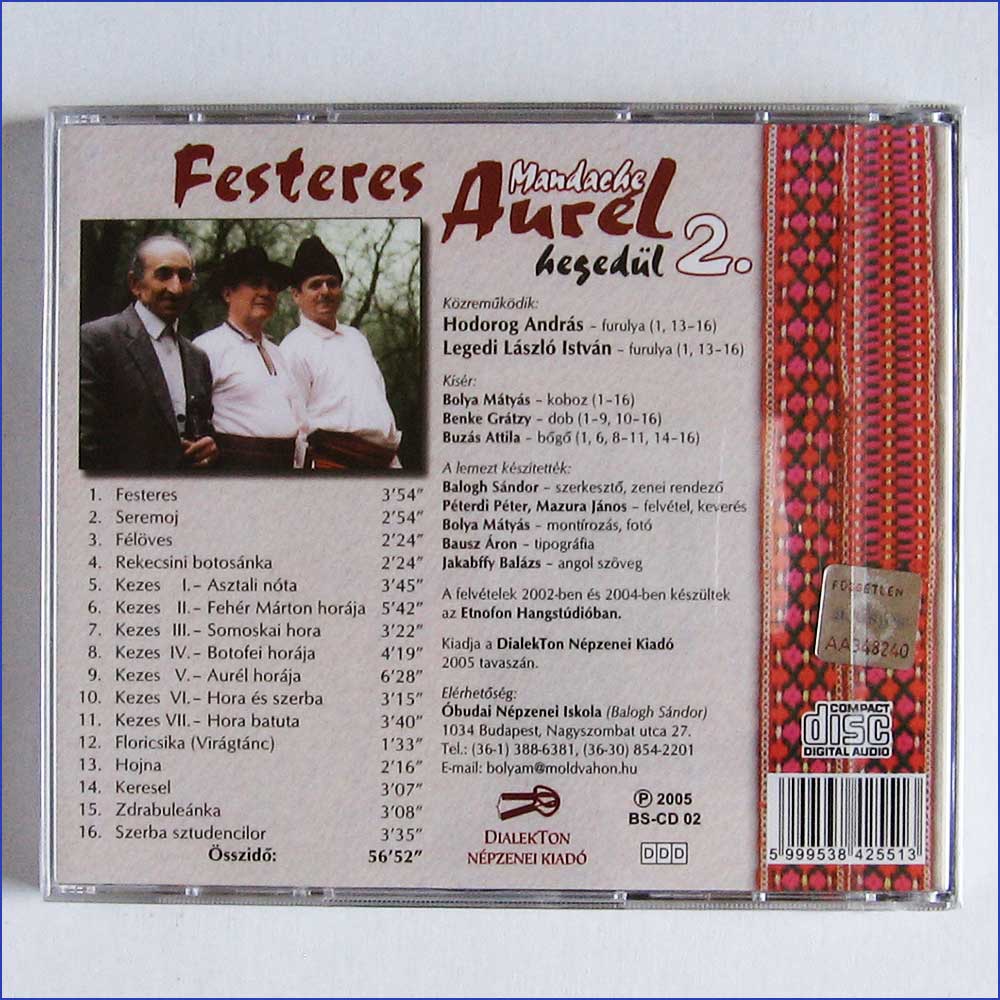 Festeres
Mandache
Aurél
hegedül 2.
Közreműködik:
Hodorog András – furulya (1, 13–16)
Legedi László István – furulya (1, 13–16)
Kísér:
Bolya Mátyás – koboz (1–16)
Benke Grátzy – dob (1–9, 10–16)
Buzás Attila – bőgő (1, 6, 8–11, 14–16)
A lemezt készítették:
Balogh Sándor – szerkesztő, zenei rendező
Péterdi Péter, Mazura János – felvétel, keverés
Bolya Mátyás – montírozás, fotó
Bausz Áron – tipográfia
Jakabffy Balázs – angol szöveg
A felvételek 2002-ben és 2004-ben készültek
az Etnofon Hangstúdióban.
Kiadja a DialekTon Népzenei Kiadó
2005 tavaszán.
Elérhetőség:
Óbudai Népzenei Iskola (Balogh Sándor)
1034 Budapest, Nagyszombat utca 27.
Tel.: (36-1) 388-6381, (36-30) 854-2201
E-mail: bolyam@moldvahon.hu
1. Festeres 3'54"
2. Seremoj 2'54"
3. Félöves 2'24"
4. Rekecsini botosánka 2'24"
5. Kezes I.– Asztali nóta 3'45"
6. Kezes II.– Fehér Márton horája 5'42"
7. Kezes III.– Somoskai hora 3'22"
8. Kezes IV.– Botofei horája 4'19"
9. Kezes V.– Aurél horája 6'28"
10. Kezes VI.– Hora és szerba 3'15"
11. Kezes VII.– Hora batuta 3'40"
12. Floricsika (Virágtánc) 1'33"
13. Hojna 2'16"
14. Keresel 3'07"
15. Zdrabuleánka 3'08"
16. Szerba sztudencilor 3'35"
Összidő: 56'52"
DIALEKTON
NÉPZENEI KIADÓ
℗ 2005
BS-CD 02
DDD
FÜGGETLEN
AA348240
COMPACT
disc
DIGITAL AUDIO
5 999538 425513